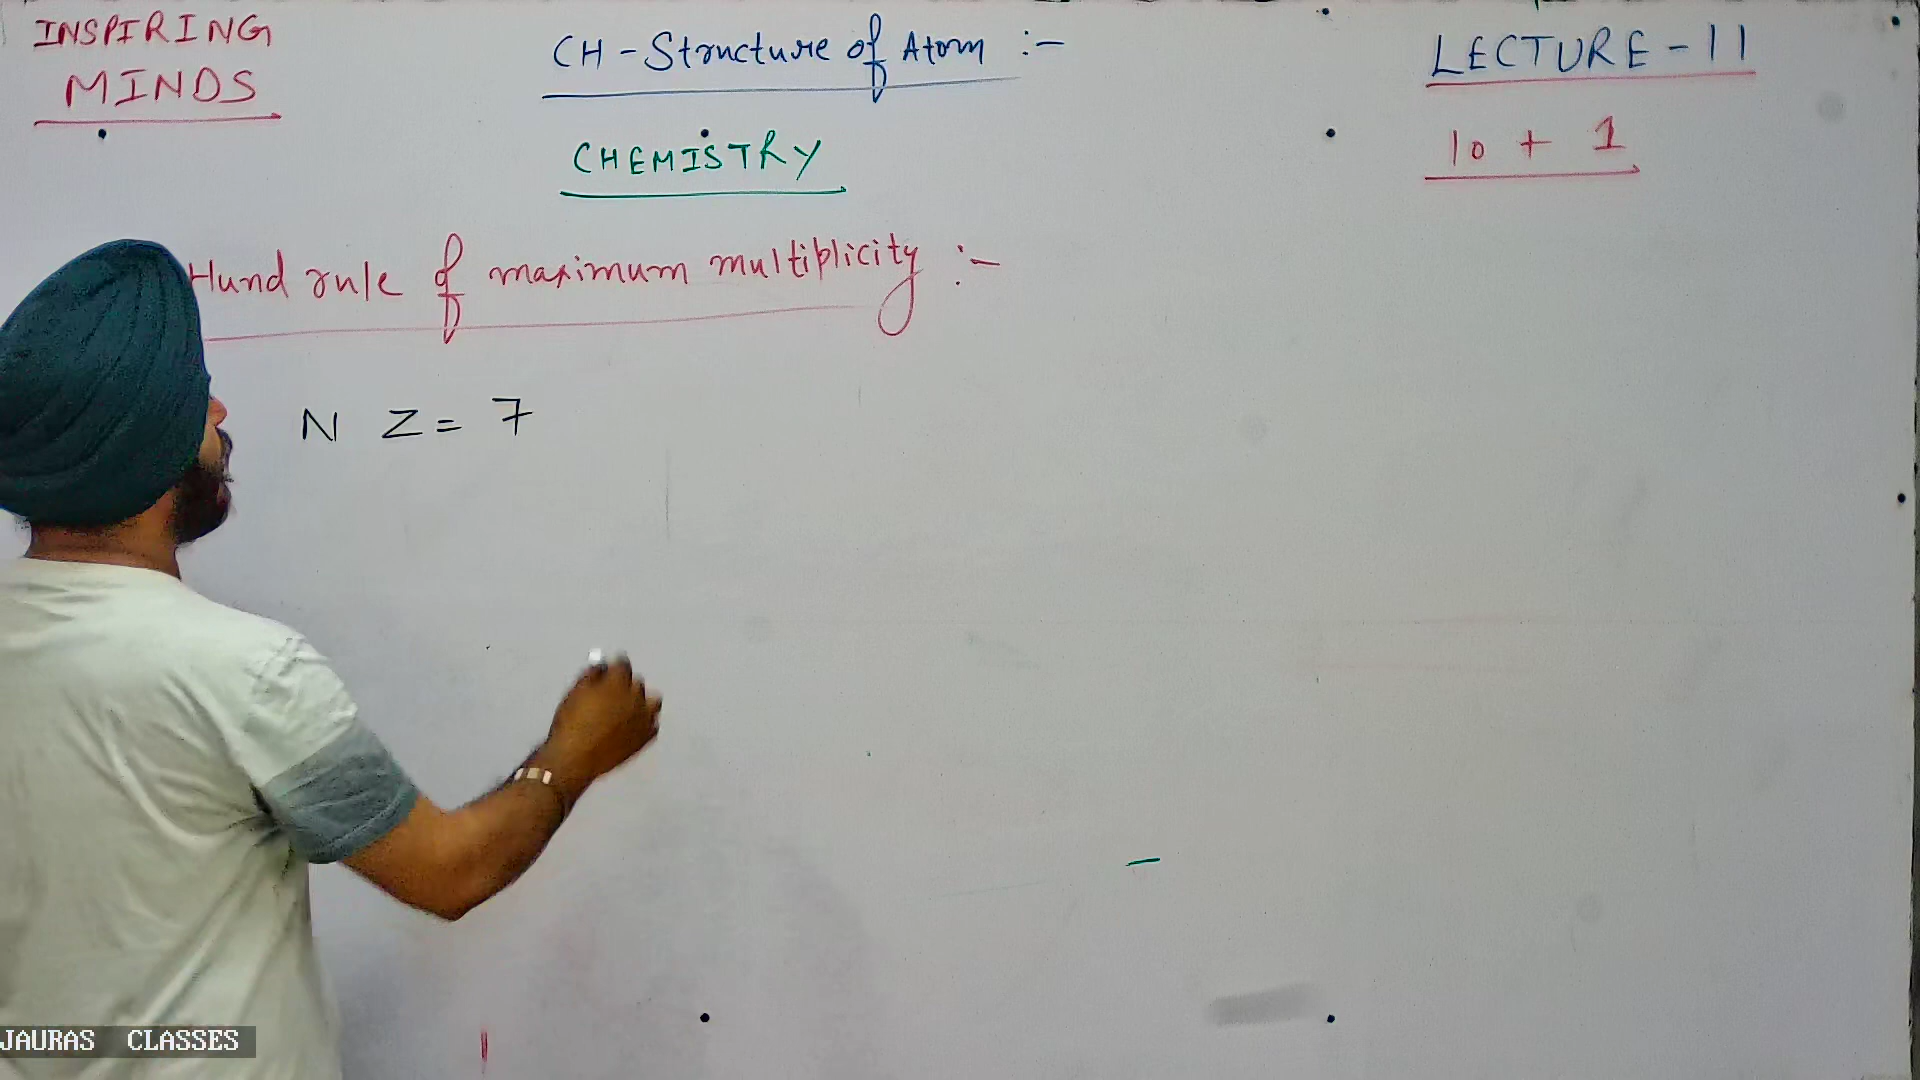 INSPIRING
MINDS
CH - Structure of Atom :-
CHEMISTRY
LECTURE - 11
10 + 1
Hund rule of maximum multiplicity :-
N Z = 7
JAURAS CLASSES